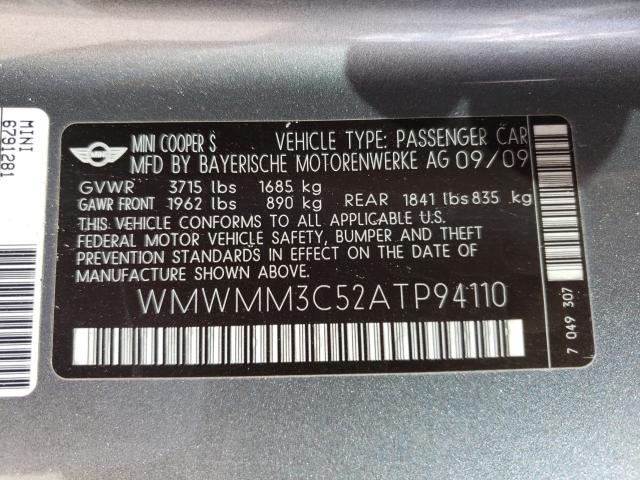 MINI
6791281
MINI
MINI COOPER S VEHICLE TYPE: PASSENGER CAR
MFD BY BAYERISCHE MOTORENWERKE AG 09/09
GVWR 3715 lbs 1685 kg
GAWR FRONT 1962 lbs 890 kg REAR 1841 lbs 835 kg
THIS VEHICLE CONFORMS TO ALL APPLICABLE U.S.
FEDERAL MOTOR VEHICLE SAFETY, BUMPER AND THEFT
PREVENTION STANDARDS IN EFFECT ON THE DATE OF
MANUFACTURE SHOWN ABOVE.
WMWMM3C52ATP94110
7 049 307